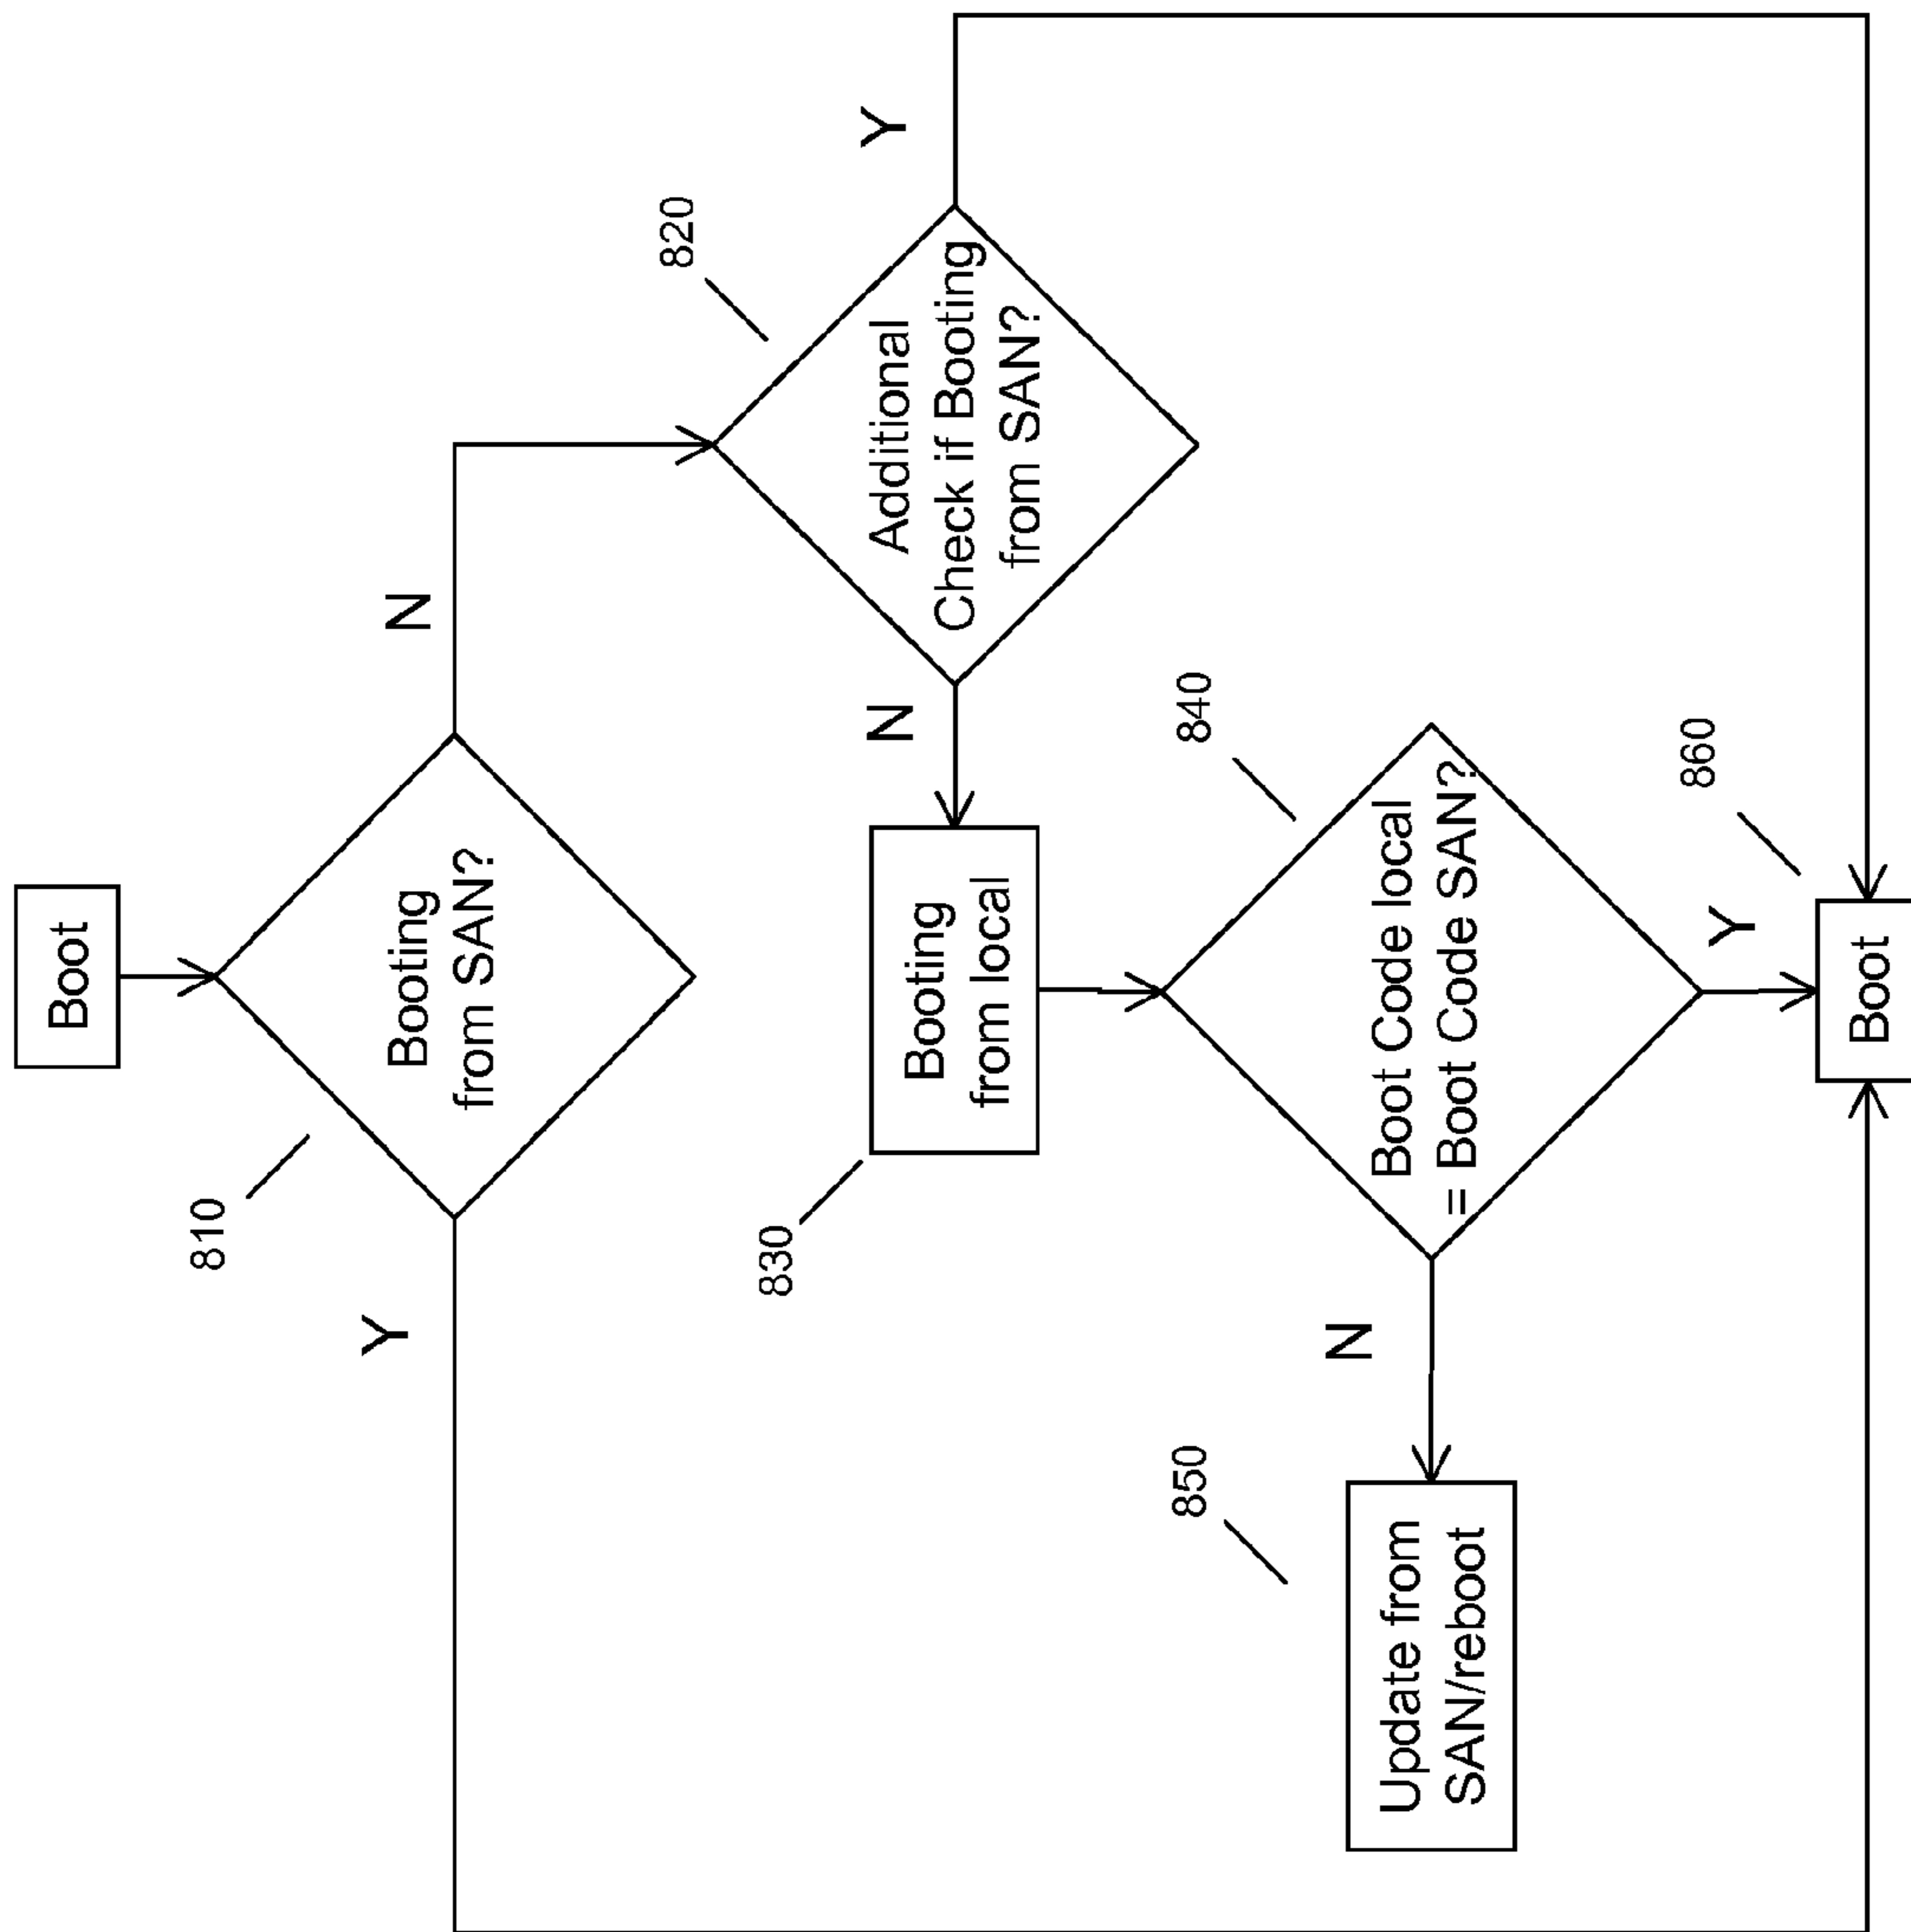 Boot
810
Booting
from SAN?
Y
N
820
Additional
Check if Booting
from SAN?
Y
N
830
Booting
from local
840
Boot Code local
= Boot Code SAN?
N
Y
850
Update from
SAN/reboot
860
Boot